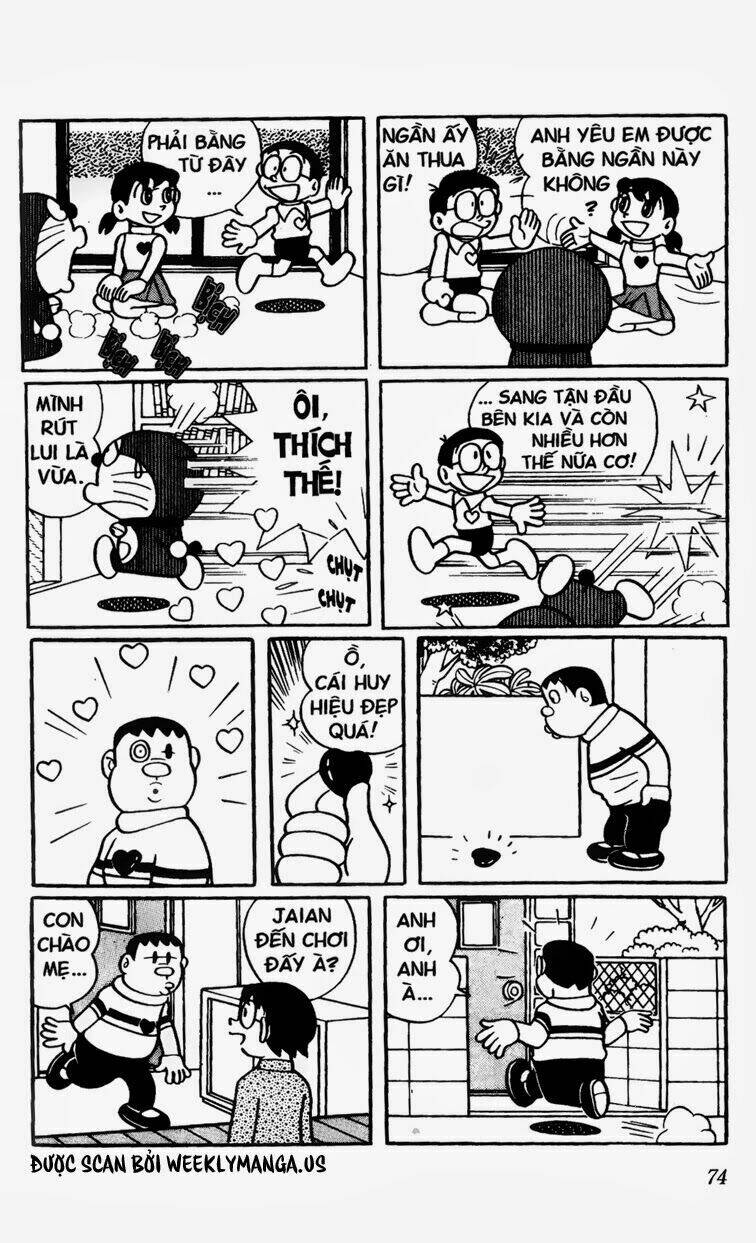 ANH YÊU EM ĐƯỢC
BẰNG NGẦN NÀY
KHÔNG
?
NGẦN ẤY
ĂN THUA
GÌ!
PHẢI BẰNG
TỪ ĐÂY
...
BỊCH
BỊCH
BỊCH
... SANG TẬN ĐẦU
BÊN KIA VÀ CÒN
NHIỀU HƠN
THẾ NỮA CƠ!
ÔI,
THÍCH
THẾ!
CHỤT
CHỤT
MÌNH
RÚT
LUI LÀ
VỪA.
Ồ,
CÁI HUY
HIỆU ĐẸP
QUÁ!
ANH
ƠI,
ANH
À...
JAIAN
ĐẾN CHƠI
ĐẤY À?
CON
CHÀO
MẸ...
ĐƯỢC SCAN BỞI WEEKLYMANGA.US
74